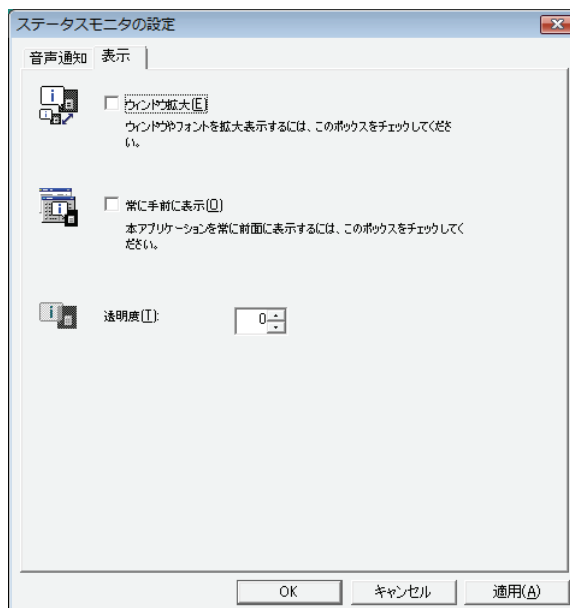 ステータスモニタの設定
音声通知 表示
ウィンドウ拡大(E)
ウィンドウやフォントを拡大表示するには、このボックスをチェックしてくださ
い。
常に手前に表示(O)
本アプリケーションを常に前面に表示するには、このボックスをチェックしてく
ださい。
透明度(T): 0
OK キャンセル 適用(A)